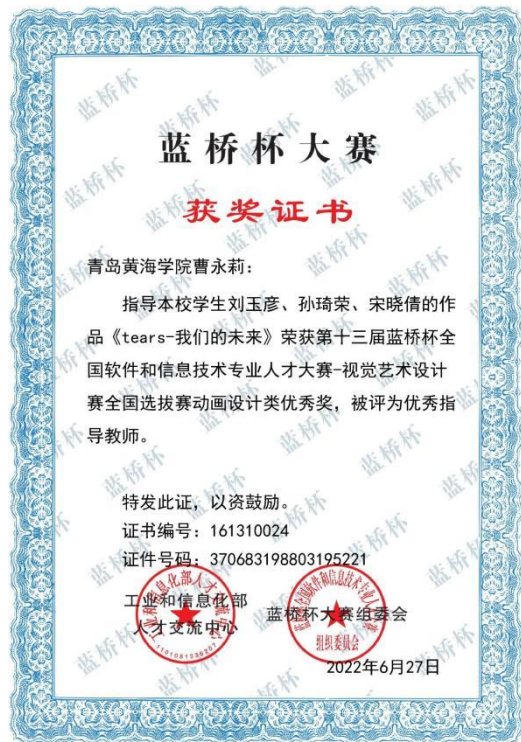 蓝桥杯大赛
获奖证书
青岛黄海学院曹永莉:
指导本校学生刘玉彦、孙琦荣、宋晓倩的作
品《tears-我们的未来》荣获第十三届蓝桥杯全
国软件和信息技术专业人才大赛-视觉艺术设计
赛全国选拔赛动画设计类优秀奖，被评为优秀指
导教师。
特发此证，以资鼓励。
证书编号：161310024
证件号码：370683198803195221
工业和信息化部
人才交流中心
蓝桥杯大赛组委会
组织委员会
2022年6月27日